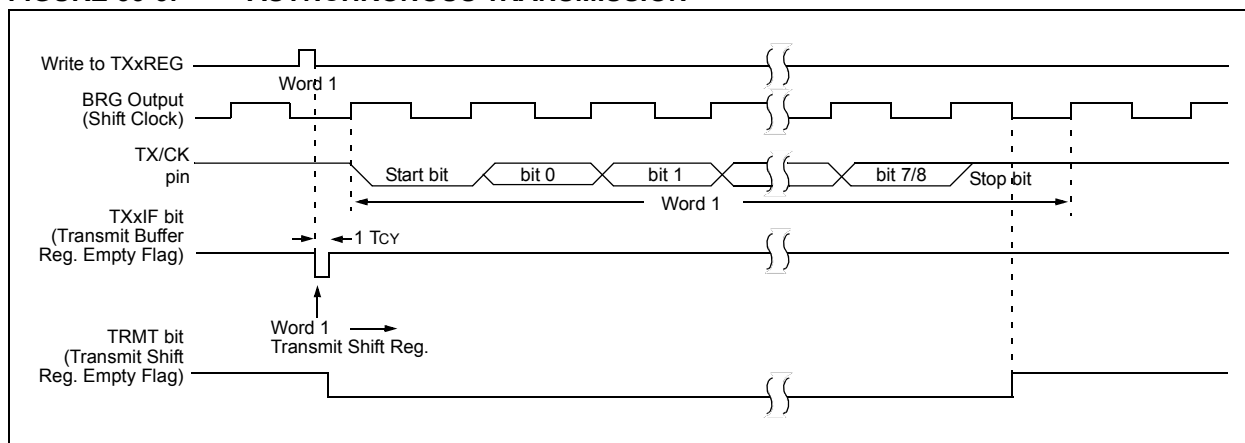 Write to TXxREG
Word 1
BRG Output
(Shift Clock)
TX/CK
pin
Start bit
bit 0
bit 1
bit 7/8
Stop bit
Word 1
TXxIF bit
(Transmit Buffer
Reg. Empty Flag)
1 TCY
Word 1
Transmit Shift Reg.
TRMT bit
(Transmit Shift
Reg. Empty Flag)